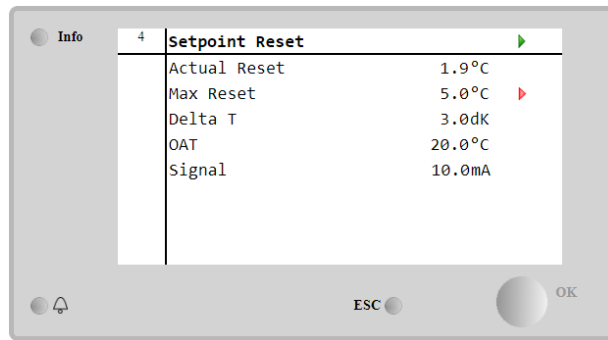 Info
4 Setpoint Reset
Actual Reset 1.9°C
Max Reset 5.0°C
Delta T 3.0dK
OAT 20.0°C
Signal 10.0mA
ESC OK